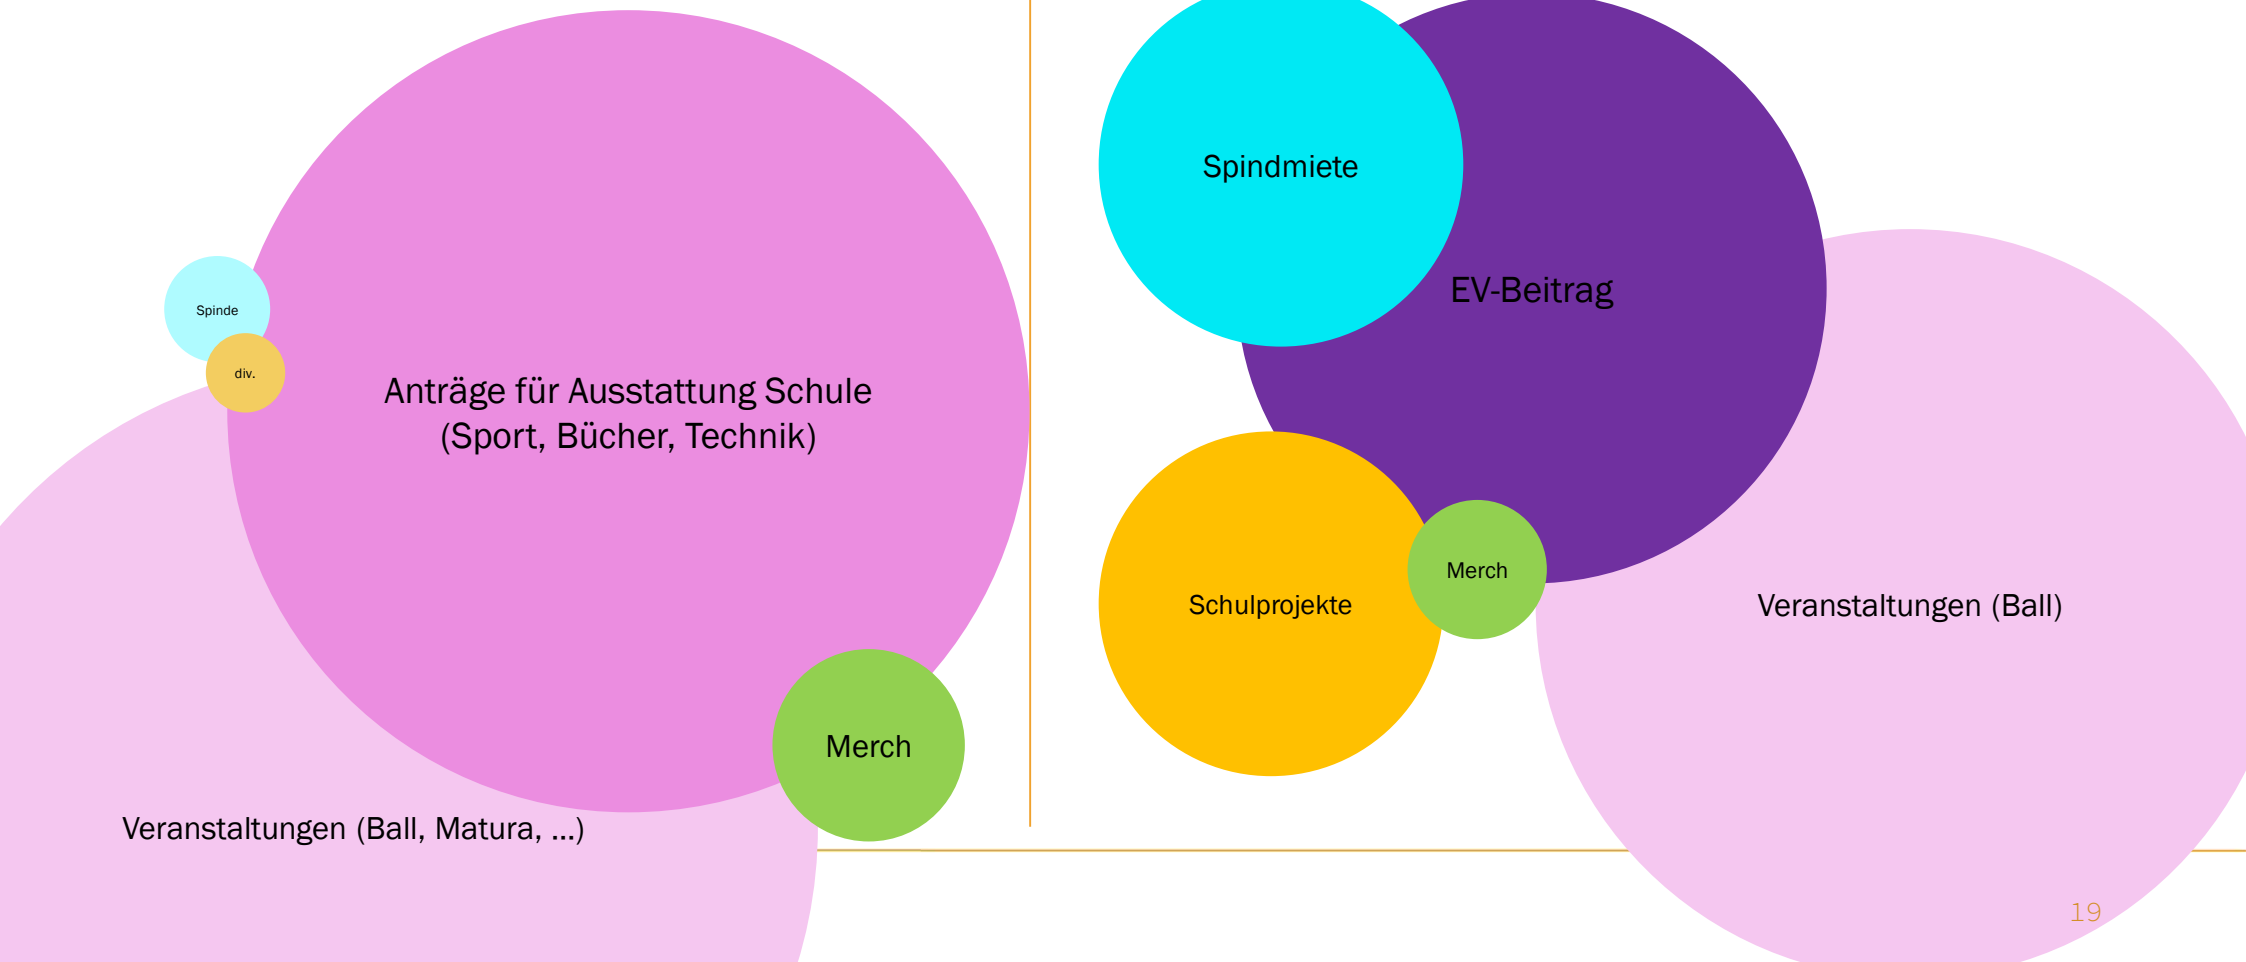 Spinde
div.
Anträge für Ausstattung Schule
(Sport, Bücher, Technik)
Merch
Veranstaltungen (Ball, Matura, ...)
Spindmiete
EV-Beitrag
Merch
Schulprojekte
Veranstaltungen (Ball)
19